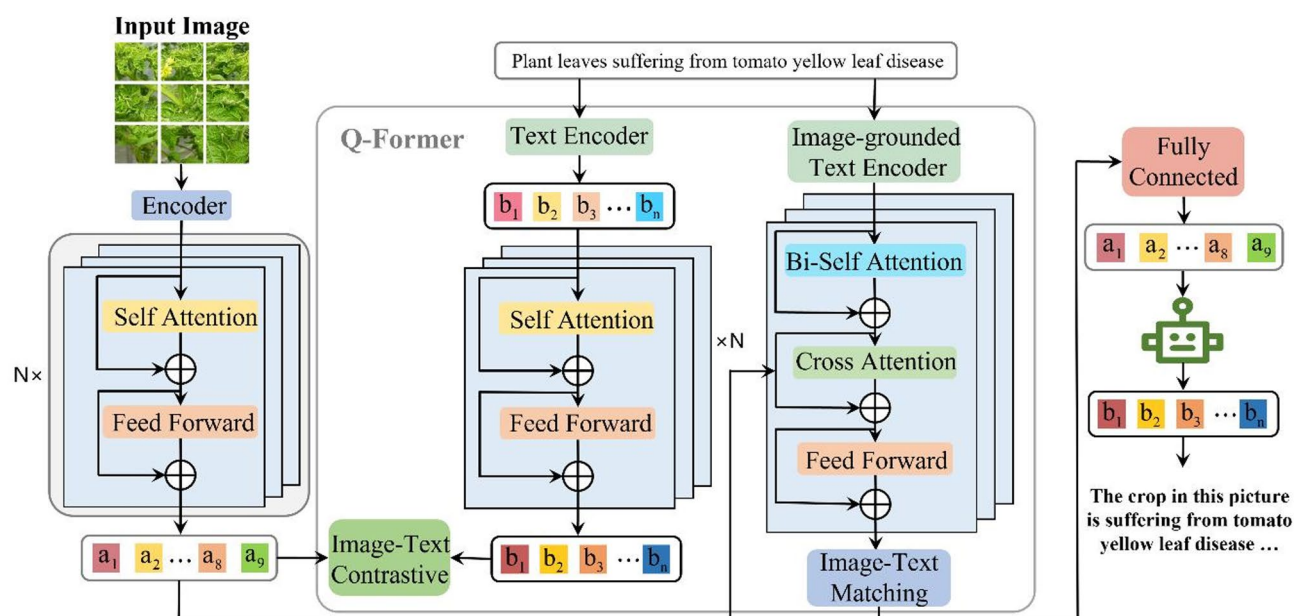 Input Image
Encoder
N×
Self Attention
Feed Forward
a1 a2 ... a8 a9
Plant leaves suffering from tomato yellow leaf disease
Q-Former
Text Encoder
b1 b2 b3 ... bn
Self Attention
Feed Forward
×N
b1 b2 b3 ... bn
Image-Text
Contrastive
Image-grounded
Text Encoder
Bi-Self Attention
Cross Attention
Feed Forward
Image-Text
Matching
Fully
Connected
a1 a2 ... a8 a9
b1 b2 b3 ... bn
The crop in this picture
is suffering from tomato
yellow leaf disease ...